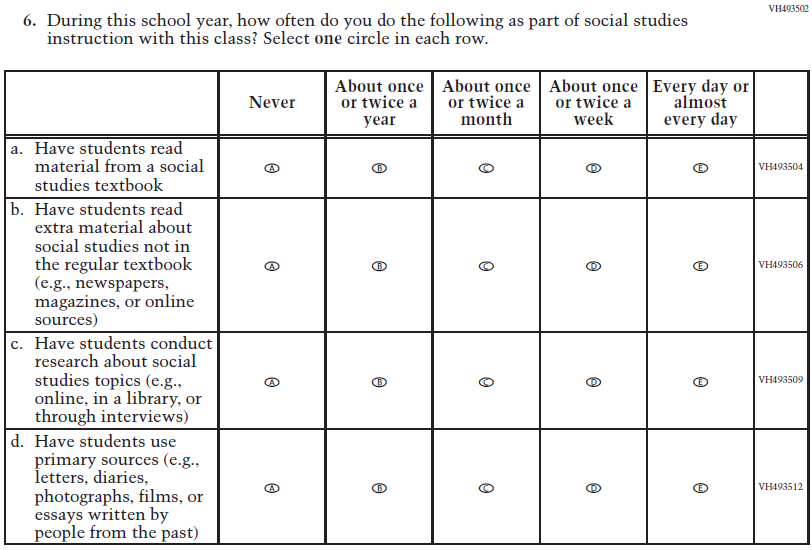 VH493502
6. During this school year, how often do you do the following as part of social studies
instruction with this class? Select one circle in each row.
Never
About once
or twice a
year
About once
or twice a
month
About once
or twice a
week
Every day or
almost
every day
a. Have students read
material from a social
studies textbook
A B C D E VH493504
b. Have students read
extra material about
social studies not in
the regular textbook
(e.g., newspapers,
magazines, or online
sources)
A B C D E VH493506
c. Have students conduct
research about social
studies topics (e.g.,
online, in a library, or
through interviews)
A B C D E VH493509
d. Have students use
primary sources (e.g.,
letters, diaries,
photographs, films, or
essays written by
people from the past)
A B C D E VH493512